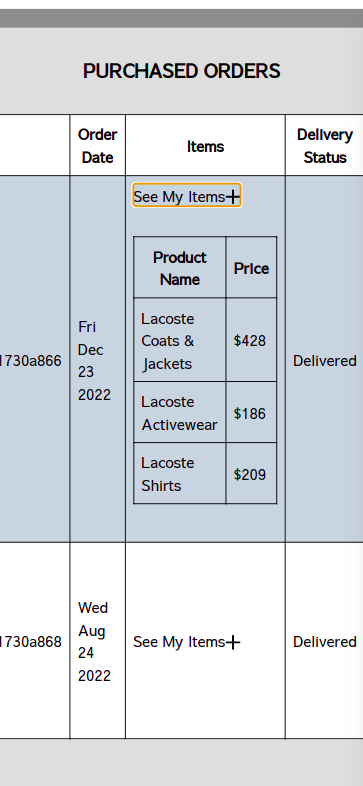 PURCHASED ORDERS
Order
Date
Items
Delivery
Status
See My Items+
Product
Name
Price
Lacoste
Coats &
Jackets
$428
Lacoste
Activewear
$186
Lacoste
Shirts
$209
1730a866
Fri
Dec
23
2022
Delivered
1730a868
Wed
Aug
24
2022
See My Items+
Delivered